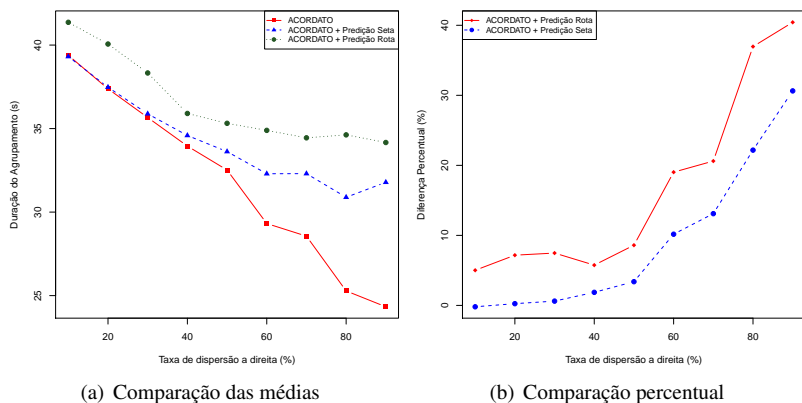 ACORDATO
ACORDATO + Predição Seta
ACORDATO + Predição Rota
Duração do Agrupamento (s)
40
35
30
25
20
40
60
80
Taxa de dispersão a direita (%)
(a) Comparação das médias
ACORDATO + Predição Rota
ACORDATO + Predição Seta
Diferença Percentual (%)
40
30
20
10
0
20
40
60
80
Taxa de dispersão a direita (%)
(b) Comparação percentual